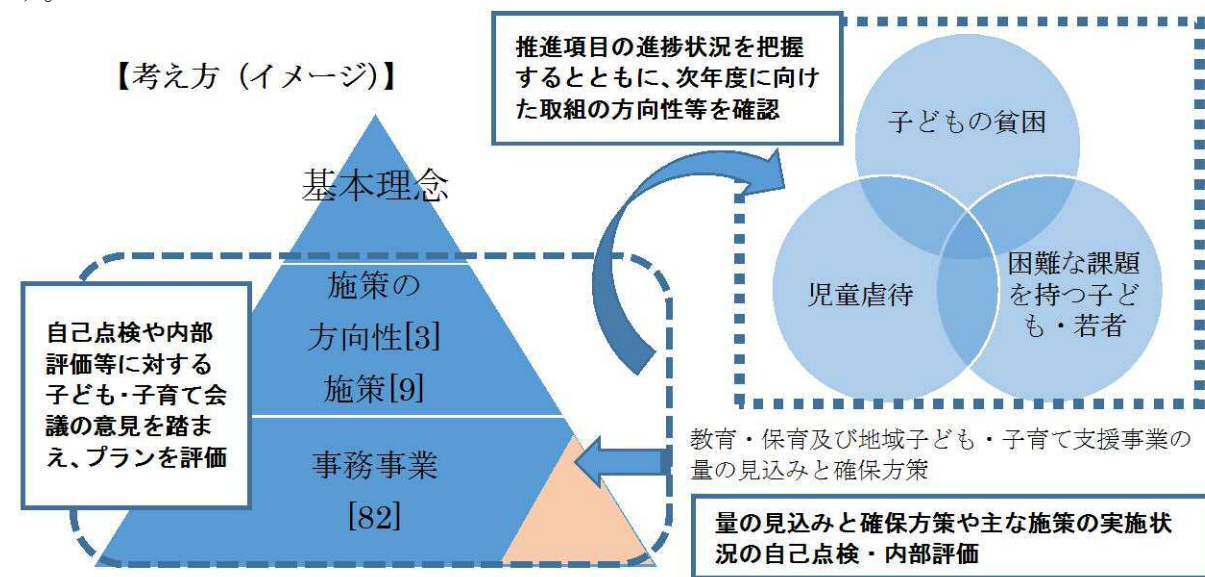 【考え方（イメージ）】
推進項目の進捗状況を把握
するとともに、次年度に向け
た取組の方向性等を確認
基本理念
施策の
方向性[3]
施策[9]
事務事業
[82]
自己点検や内部
評価等に対する
子ども・子育て会
議の意見を踏ま
え、プランを評価
子どもの貧困
児童虐待
困難な課題
を持つ子ど
も・若者
教育・保育及び地域子ども・子育て支援事業の
量の見込みと確保方策
量の見込みと確保方策や主な施策の実施状
況の自己点検・内部評価